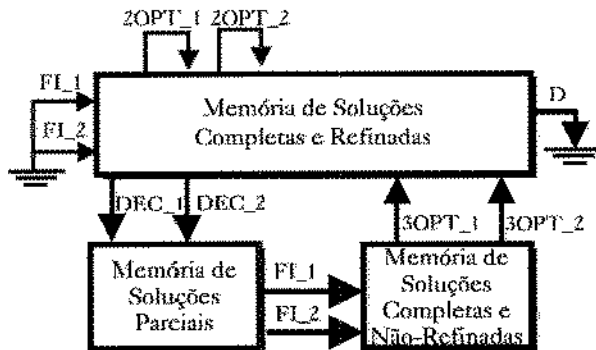 2OPT_1 2OPT_2
FI_1
FI_2
Memória de Soluções
Completas e Refinadas
D
DEC_1 DEC_2
3OPT_1 3OPT_2
Memória de
Soluções
Parciais
FI_1
FI_2
Memória de
Soluções
Completas e
Não-Refinadas